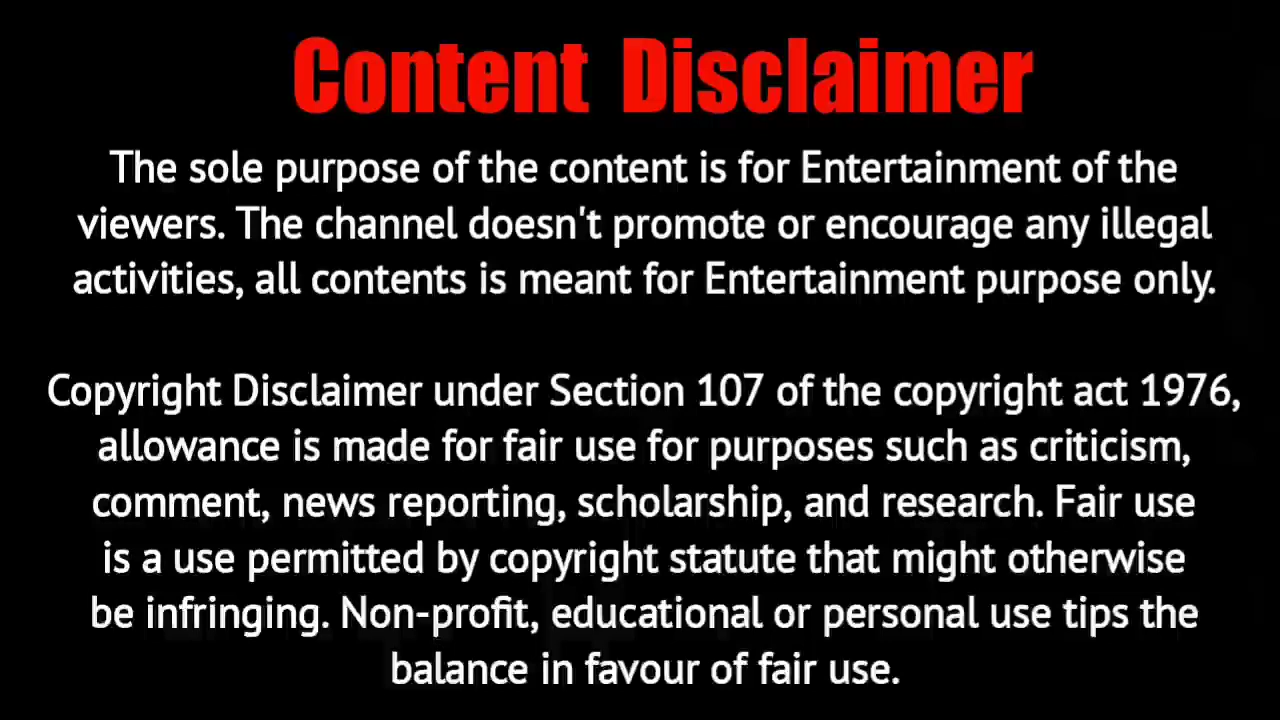 Content Disclaimer
The sole purpose of the content is for Entertainment of the
viewers. The channel doesn't promote or encourage any illegal
activities, all contents is meant for Entertainment purpose only.
Copyright Disclaimer under Section 107 of the copyright act 1976,
allowance is made for fair use for purposes such as criticism,
comment, news reporting, scholarship, and research. Fair use
is a use permitted by copyright statute that might otherwise
be infringing. Non-profit, educational or personal use tips the
balance in favour of fair use.